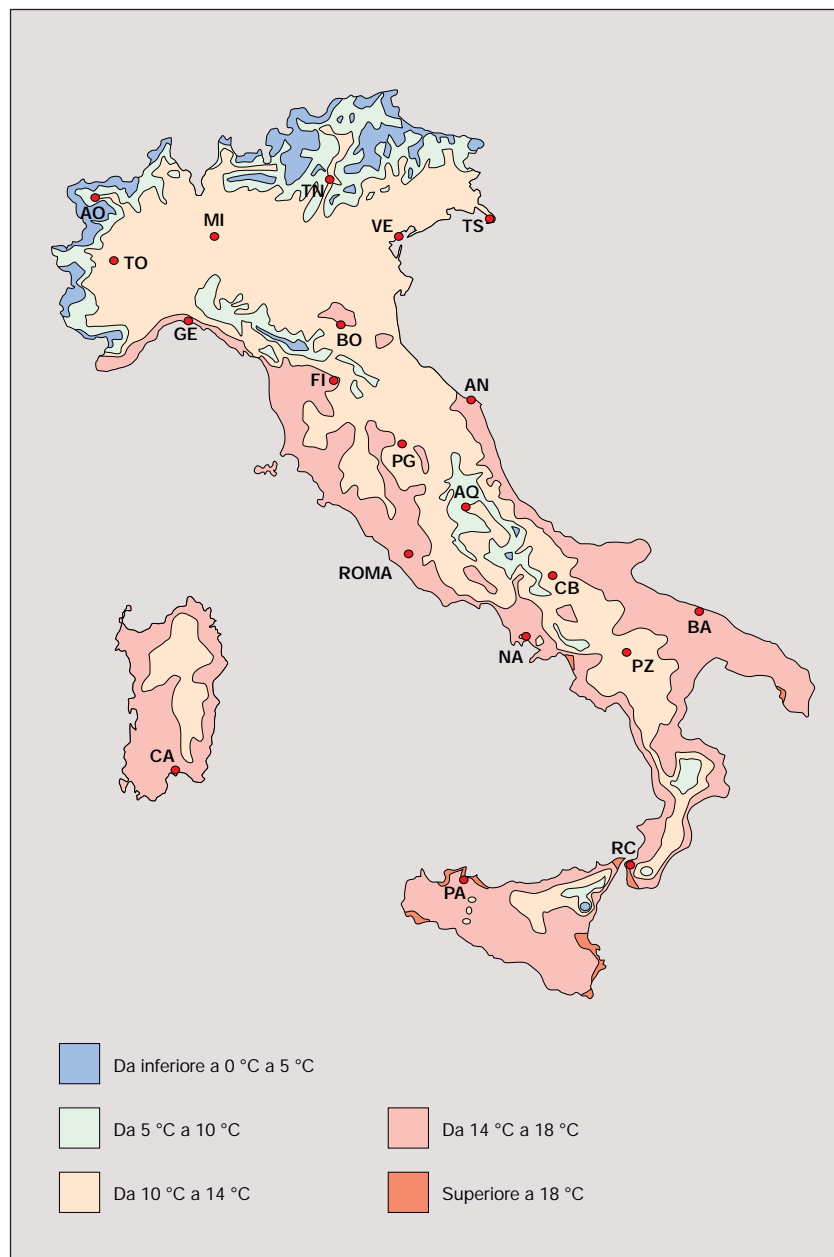 TN
AO
MI
VE
TS
TO
GE
BO
FI
AN
PG
AQ
ROMA
CB
BA
NA
PZ
CA
RC
PA
Da inferiore a 0 °C a 5 °C
Da 5 °C a 10 °C
Da 14 °C a 18 °C
Da 10 °C a 14 °C
Superiore a 18 °C